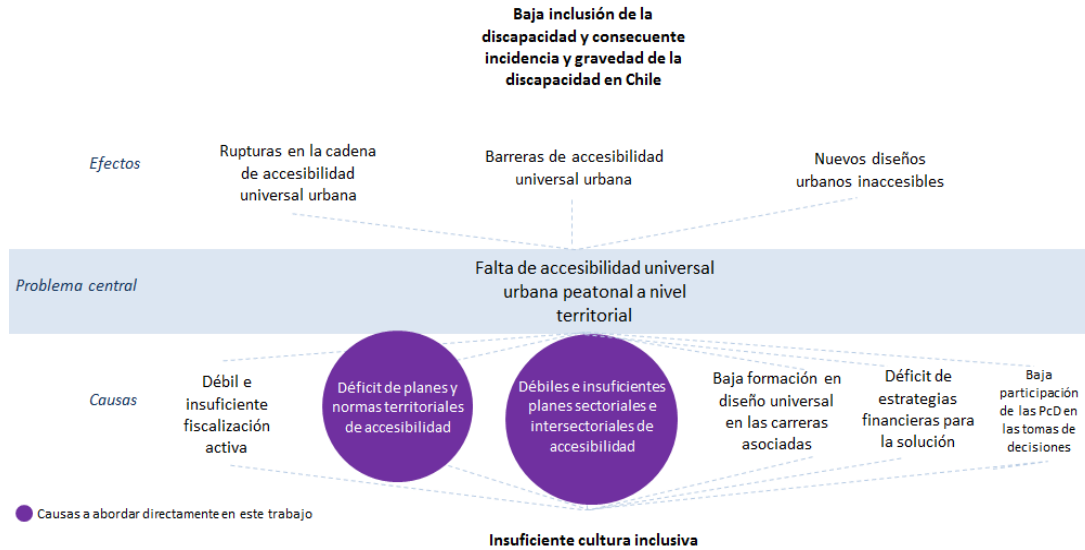 Baja inclusión de la
discapacidad y consecuente
incidencia y gravedad de la
discapacidad en Chile
Efectos
Rupturas en la cadena
de accesibilidad
universal urbana
Barreras de accesibilidad
universal urbana
Nuevos diseños
urbanos inaccesibles
Problema central
Falta de accesibilidad universal
urbana peatonal a nivel
territorial
Causas
Débil e
insuficiente
fiscalización
activa
Déficit de planes y
normas territoriales
de accesibilidad
Débiles e insuficientes
planes sectoriales e
intersectoriales de
accesibilidad
Baja formación en
diseño universal
en las carreras
asociadas
Déficit de
estrategias
financieras para
la solución
Baja
participación
de las PcD en
las tomas de
decisiones
Causas a abordar directamente en este trabajo
Insuficiente cultura inclusiva